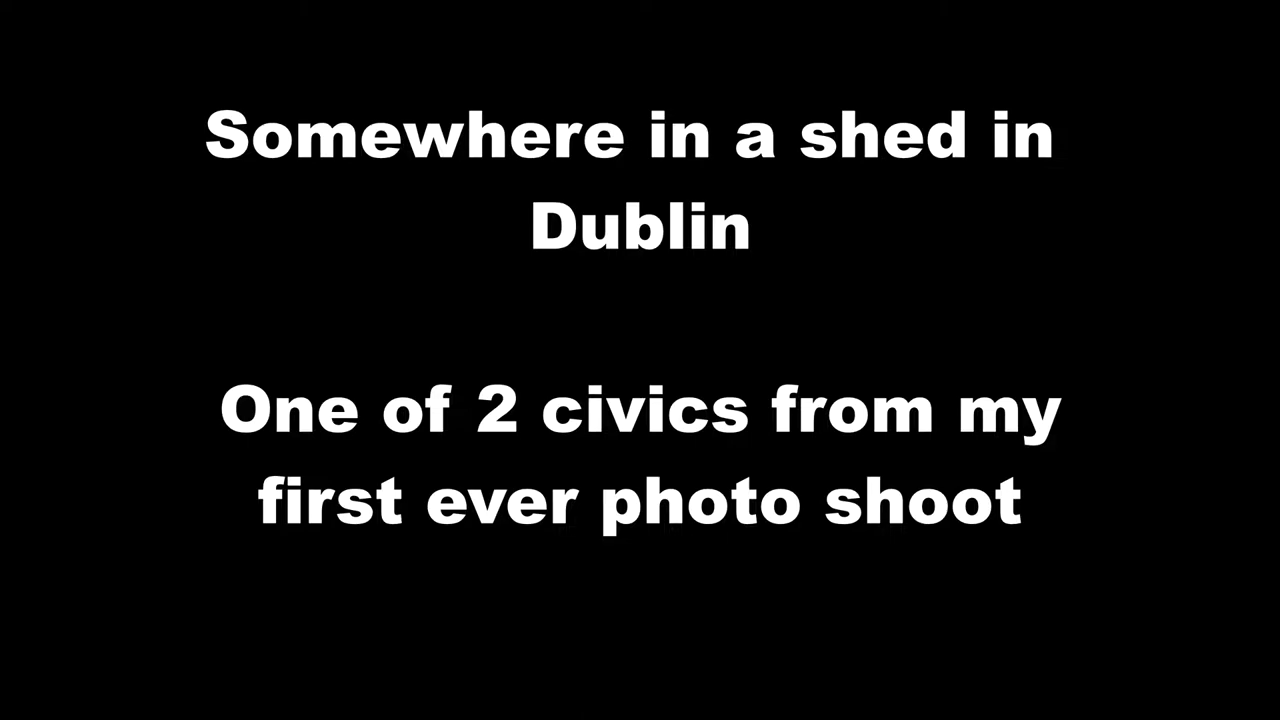 Somewhere in a shed in
Dublin
One of 2 civics from my
first ever photo shoot